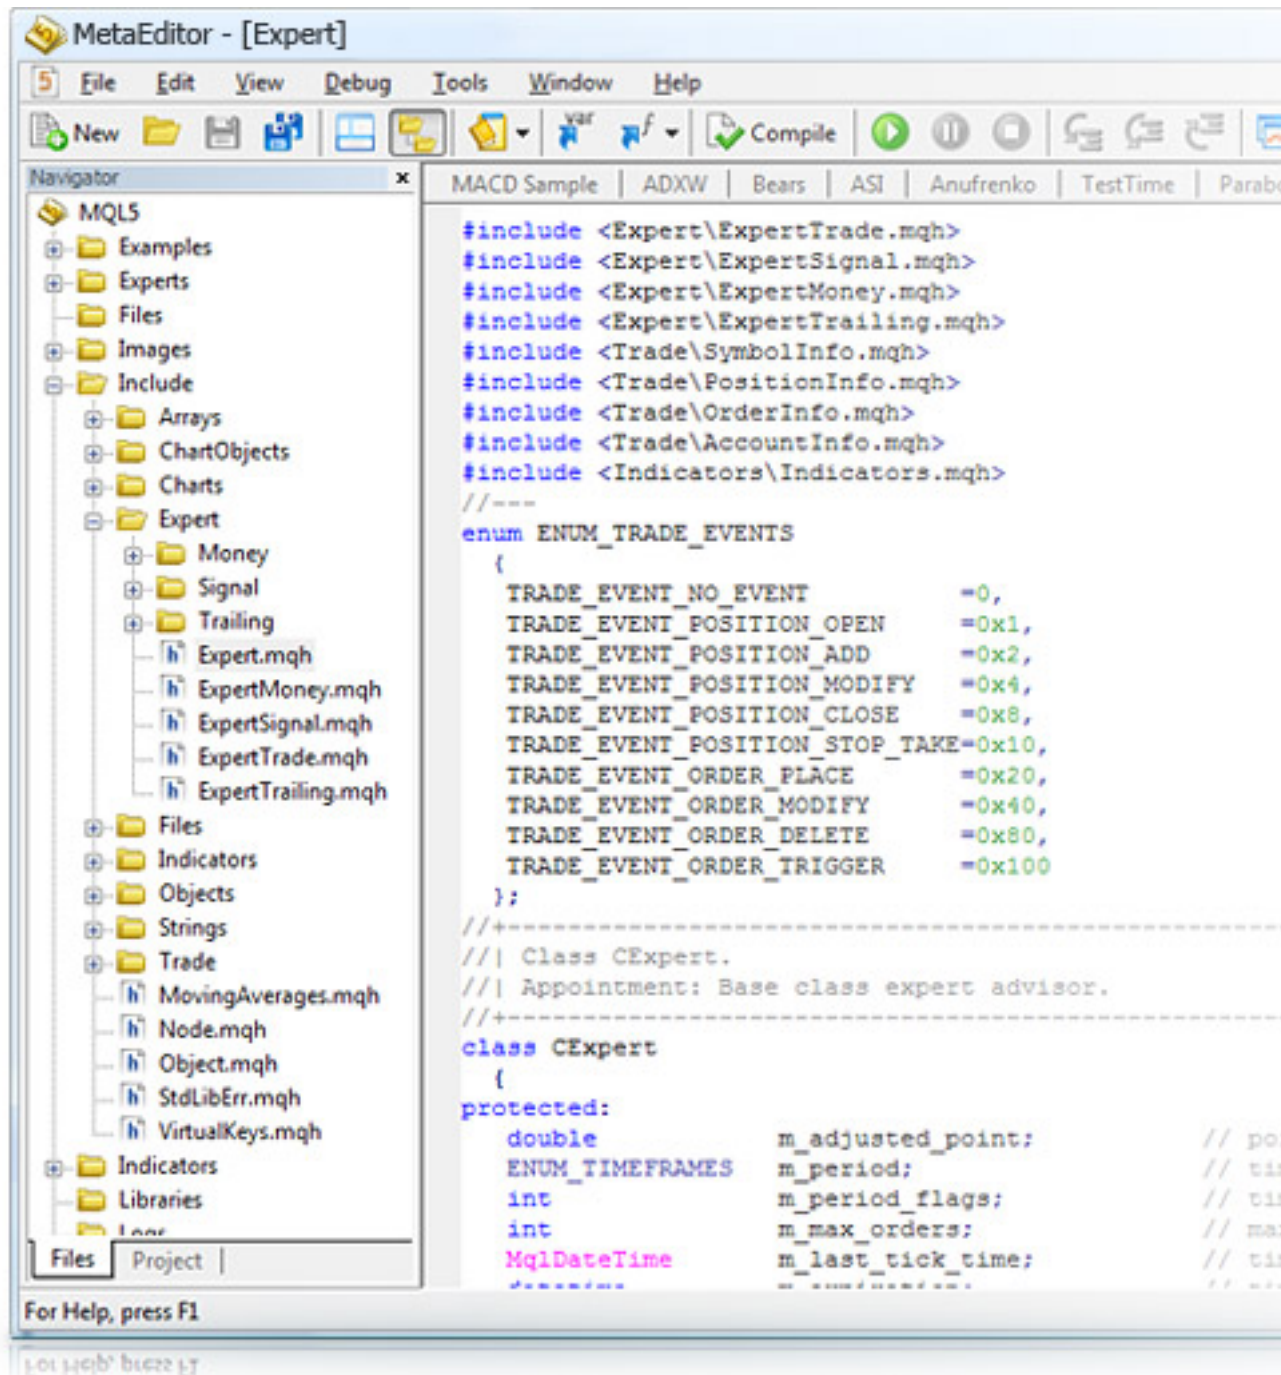 MetaEditor - [Expert]
File Edit View Debug Tools Window Help
New var f Compile
Navigator x
MACD Sample | ADXW | Bears | ASI | Anufrenko | TestTime |
MQL5
Examples
Experts
Files
Images
Include
Arrays
ChartObjects
Charts
Expert
Money
Signal
Trailing
Expert.mqh
ExpertMoney.mqh
ExpertSignal.mqh
ExpertTrade.mqh
ExpertTrailing.mqh
Files
Indicators
Objects
Strings
Trade
MovingAverages.mqh
Node.mqh
Object.mqh
StdLibErr.mqh
VirtualKeys.mqh
Indicators
Libraries
Logs
Files Project |
#include <Expert\ExpertTrade.mqh>
#include <Expert\ExpertSignal.mqh>
#include <Expert\ExpertMoney.mqh>
#include <Expert\ExpertTrailing.mqh>
#include <Trade\SymbolInfo.mqh>
#include <Trade\PositionInfo.mqh>
#include <Trade\OrderInfo.mqh>
#include <Trade\AccountInfo.mqh>
#include <Indicators\Indicators.mqh>
//---
enum ENUM_TRADE_EVENTS
{
TRADE_EVENT_NO_EVENT =0,
TRADE_EVENT_POSITION_OPEN =0x1,
TRADE_EVENT_POSITION_ADD =0x2,
TRADE_EVENT_POSITION_MODIFY =0x4,
TRADE_EVENT_POSITION_CLOSE =0x8,
TRADE_EVENT_POSITION_STOP_TAKE=0x10,
TRADE_EVENT_ORDER_PLACE =0x20,
TRADE_EVENT_ORDER_MODIFY =0x40,
TRADE_EVENT_ORDER_DELETE =0x80,
TRADE_EVENT_ORDER_TRIGGER =0x100
};
//+---------------------------------------------------
//| Class CExpert.
//| Appointment: Base class expert advisor.
//+---------------------------------------------------
class CExpert
{
protected:
double m_adjusted_point; //
ENUM_TIMEFRAMES m_period; //
int m_period_flags; //
int m_max_orders; //
MqlDateTime m_last_tick_time; //
For Help, press F1